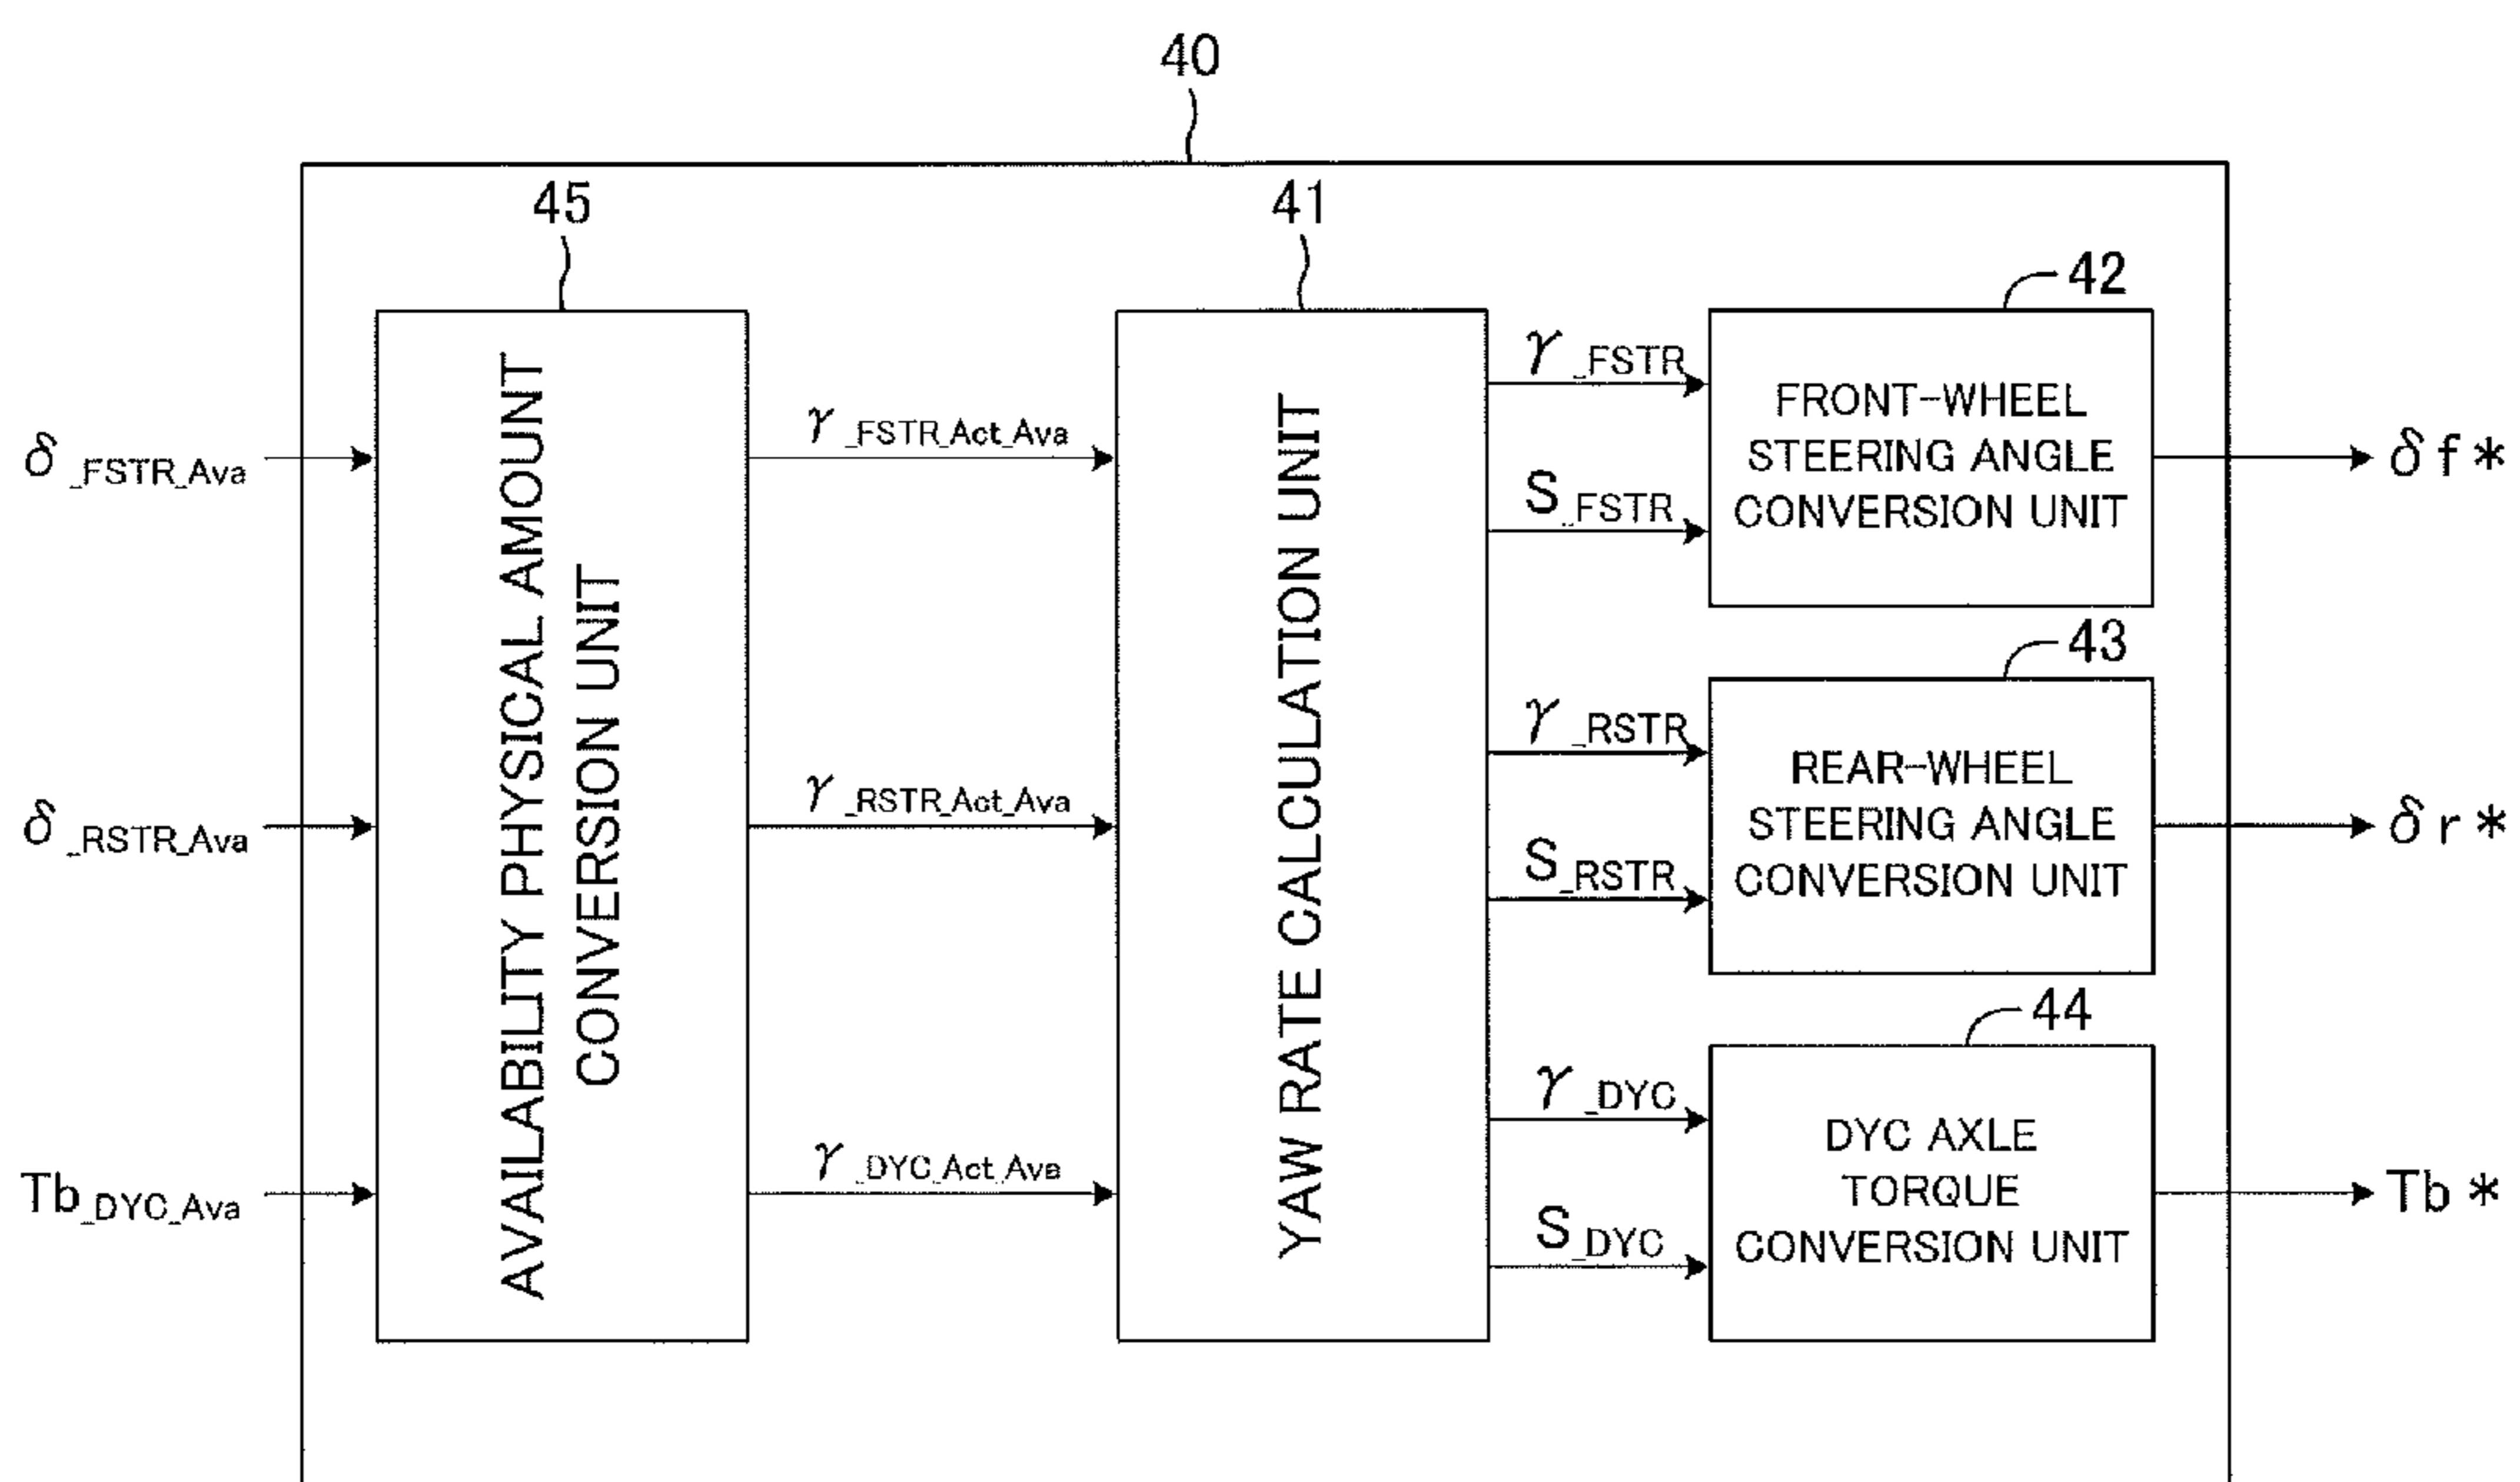 40
45
41
42
43
44
δ_FSTR_Ava
δ_RSTR_Ava
Tb_DYC_Ava
AVAILABILITY PHYSICAL AMOUNT
CONVERSION UNIT
γ_FSTR_Act_Ava
γ_RSTR_Act_Ava
γ_DYC_Act_Ava
YAW RATE CALCULATION UNIT
γ_FSTR
S_FSTR
γ_RSTR
S_RSTR
γ_DYC
S_DYC
FRONT-WHEEL
STEERING ANGLE
CONVERSION UNIT
REAR-WHEEL
STEERING ANGLE
CONVERSION UNIT
DYC AXLE
TORQUE
CONVERSION UNIT
δf*
δr*
Tb*